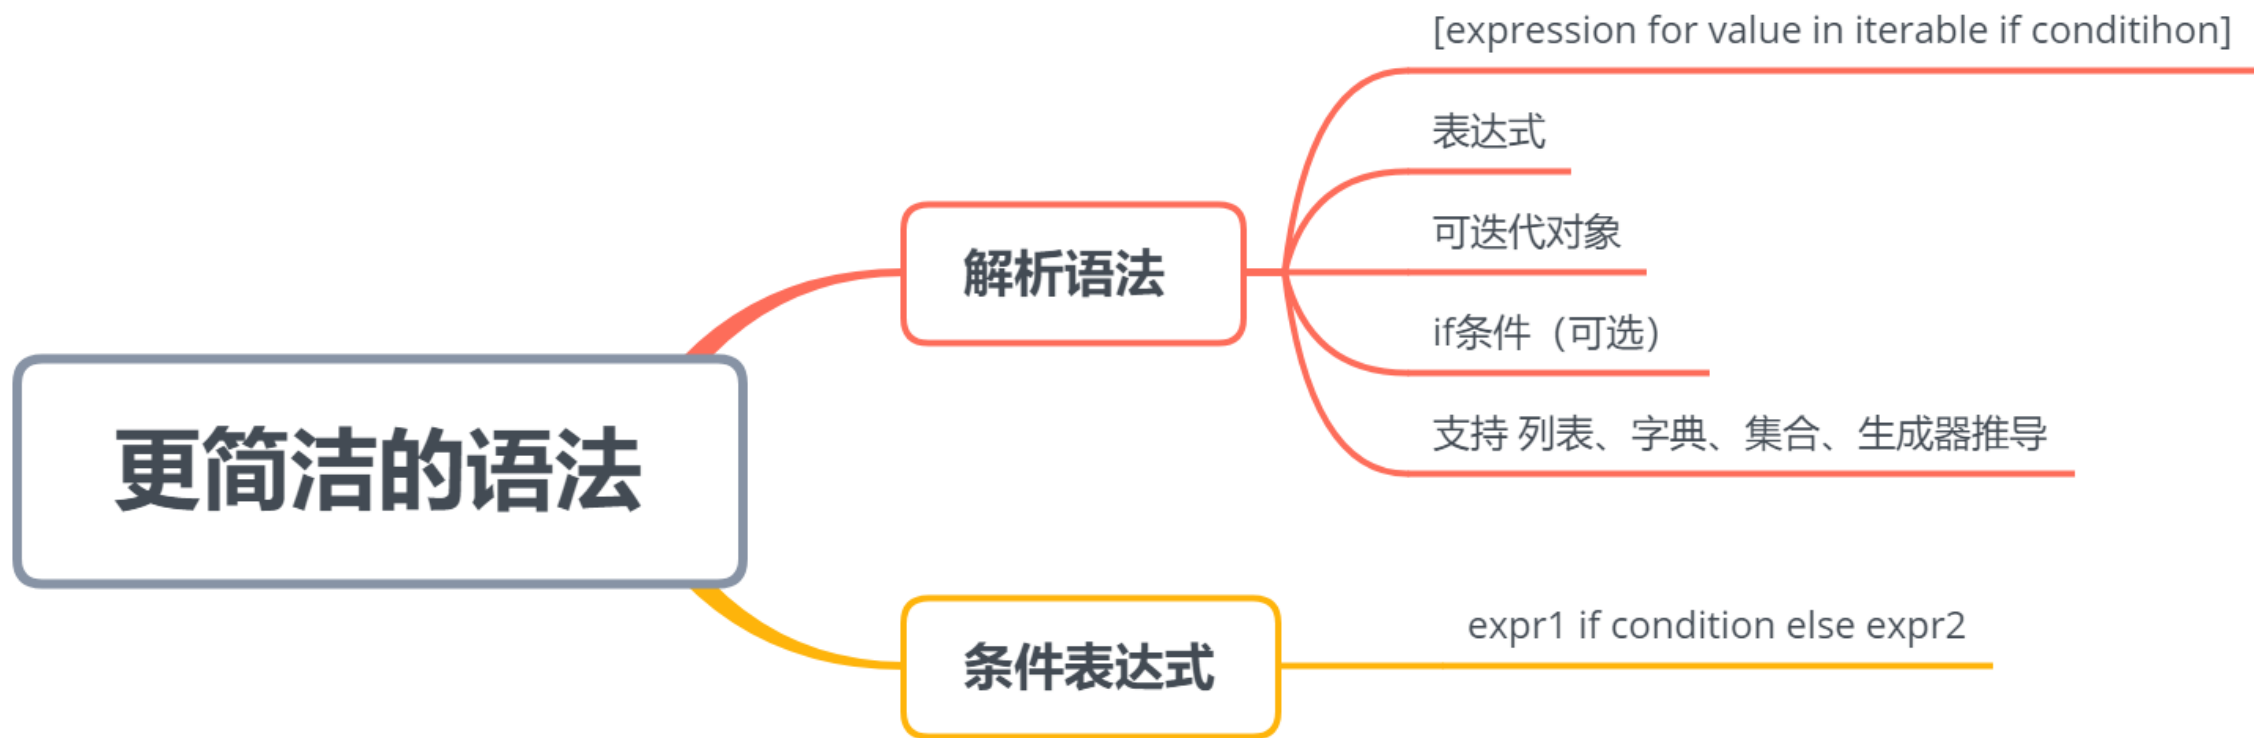 更简洁的语法
解析语法
[expression for value in iterable if conditihon]
表达式
可迭代对象
if条件（可选）
支持 列表、字典、集合、生成器推导
条件表达式
expr1 if condition else expr2